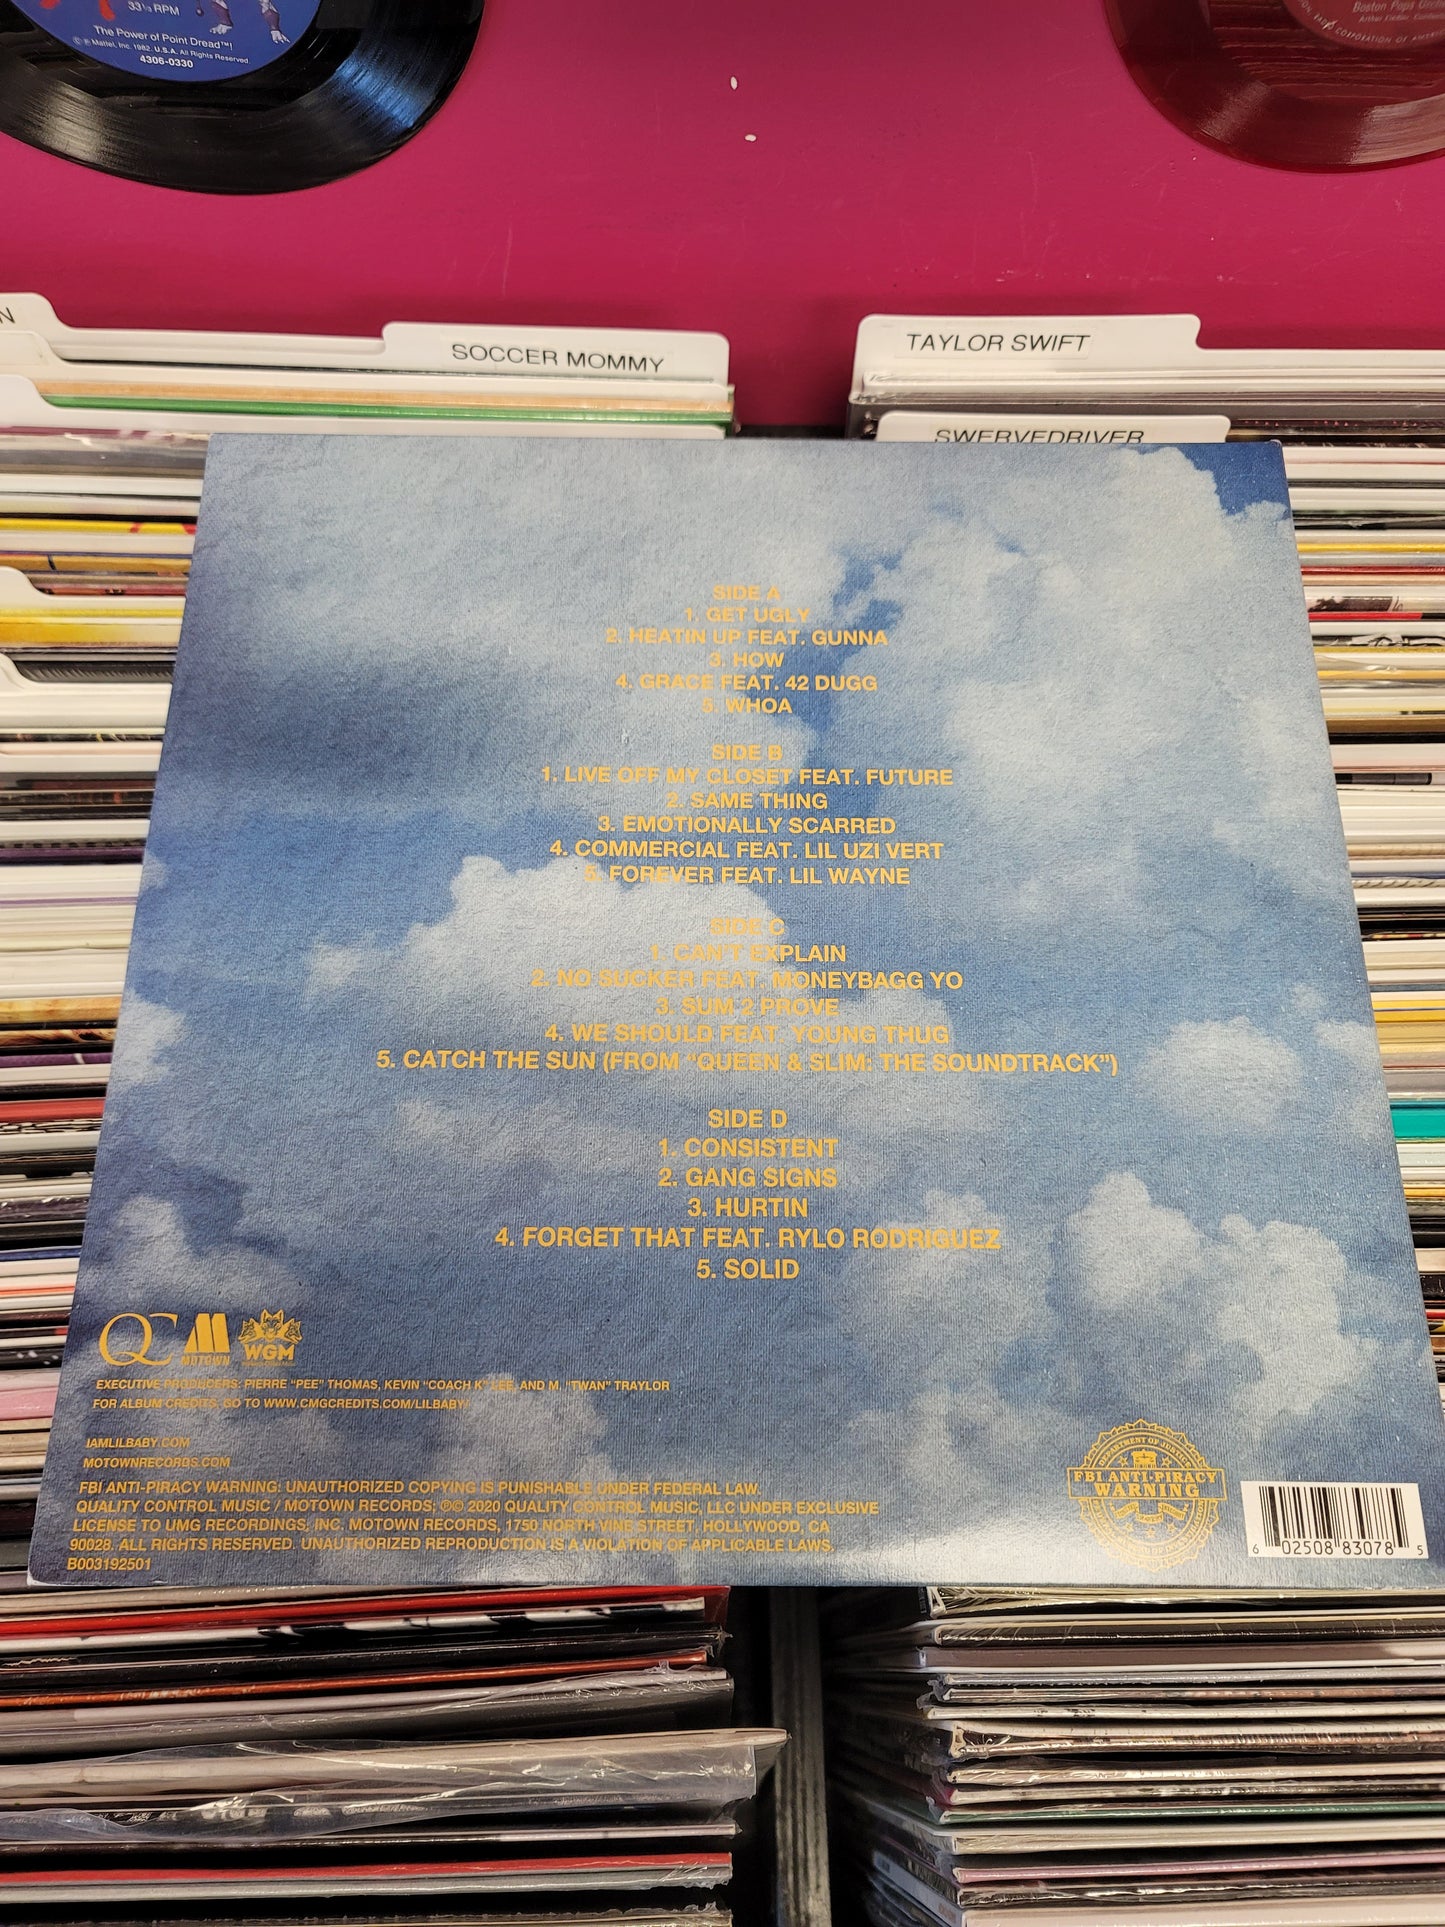 33 1/3 RPM
The Power of Point Dread™!
©℗ Mattel, Inc. 1982. U.S.A. All Rights Reserved.
4306-0330
Boston Pops
CORPORATION OF
N
SOCCER MOMMY
TAYLOR SWIFT
SWERVEDRIVER
SIDE A
1. GET UGLY
2. HEATIN UP FEAT. GUNNA
3. HOW
4. GRACE FEAT. 42 DUGG
5. WHOA
SIDE B
1. LIVE OFF MY CLOSET FEAT. FUTURE
2. SAME THING
3. EMOTIONALLY SCARRED
4. COMMERCIAL FEAT. LIL UZI VERT
5. FOREVER FEAT. LIL WAYNE
SIDE C
1. CAN'T EXPLAIN
2. NO SUCKER FEAT. MONEYBAGG YO
3. SUM 2 PROVE
4. WE SHOULD FEAT. YOUNG THUG
5. CATCH THE SUN (FROM “QUEEN & SLIM: THE SOUNDTRACK”)
SIDE D
1. CONSISTENT
2. GANG SIGNS
3. HURTIN
4. FORGET THAT FEAT. RYLO RODRIGUEZ
5. SOLID
QC MOTOWN WGM
EXECUTIVE PRODUCERS: PIERRE “PEE” THOMAS, KEVIN “COACH K” LEE, AND M. “TWAN” TRAYLOR
FOR ALBUM CREDITS, GO TO WWW.CMGCREDITS.COM/LILBABY/
IAMLILBABY.COM
MOTOWNRECORDS.COM
FBI ANTI-PIRACY WARNING: UNAUTHORIZED COPYING IS PUNISHABLE UNDER FEDERAL LAW.
QUALITY CONTROL MUSIC / MOTOWN RECORDS; ℗© 2020 QUALITY CONTROL MUSIC, LLC UNDER EXCLUSIVE
LICENSE TO UMG RECORDINGS, INC. MOTOWN RECORDS, 1750 NORTH VINE STREET, HOLLYWOOD, CA
90028. ALL RIGHTS RESERVED. UNAUTHORIZED REPRODUCTION IS A VIOLATION OF APPLICABLE LAWS.
B003192501
DEPARTMENT OF JUSTICE
FBI ANTI-PIRACY
WARNING
6 02508 83078 5